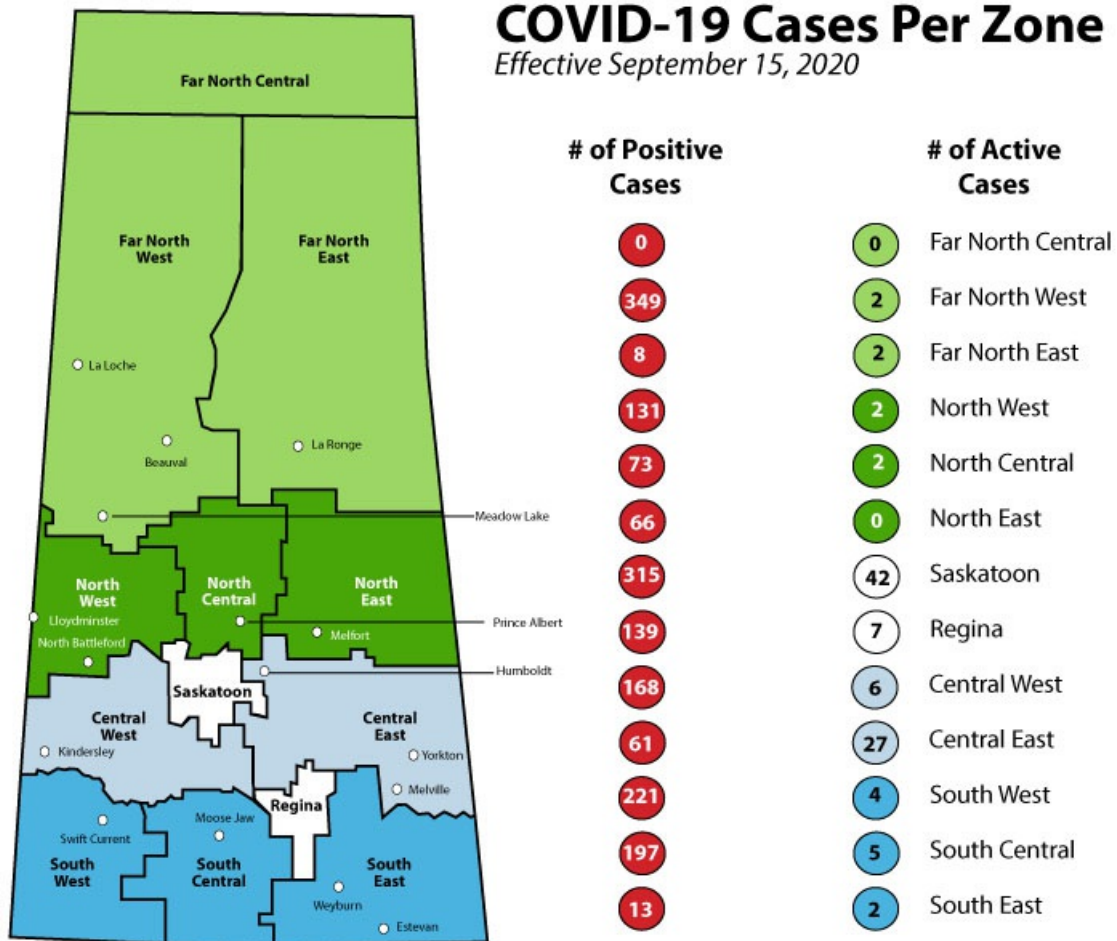 COVID-19 Cases Per Zone
Effective September 15, 2020
# of Positive
Cases
# of Active
Cases
0
0
Far North Central
349
2
Far North West
8
2
Far North East
131
2
North West
73
2
North Central
66
0
North East
315
42
Saskatoon
139
7
Regina
168
6
Central West
61
27
Central East
221
4
South West
197
5
South Central
13
2
South East
Far North Central
Far North
West
Far North
East
La Loche
Beauval
La Ronge
Meadow Lake
North
West
North
Central
North
East
Lloydminster
North Battleford
Prince Albert
Melfort
Humboldt
Saskatoon
Central
West
Central
East
Kindersley
Yorkton
Melville
Regina
Swift Current
Moose Jaw
South
West
South
Central
South
East
Weyburn
Estevan